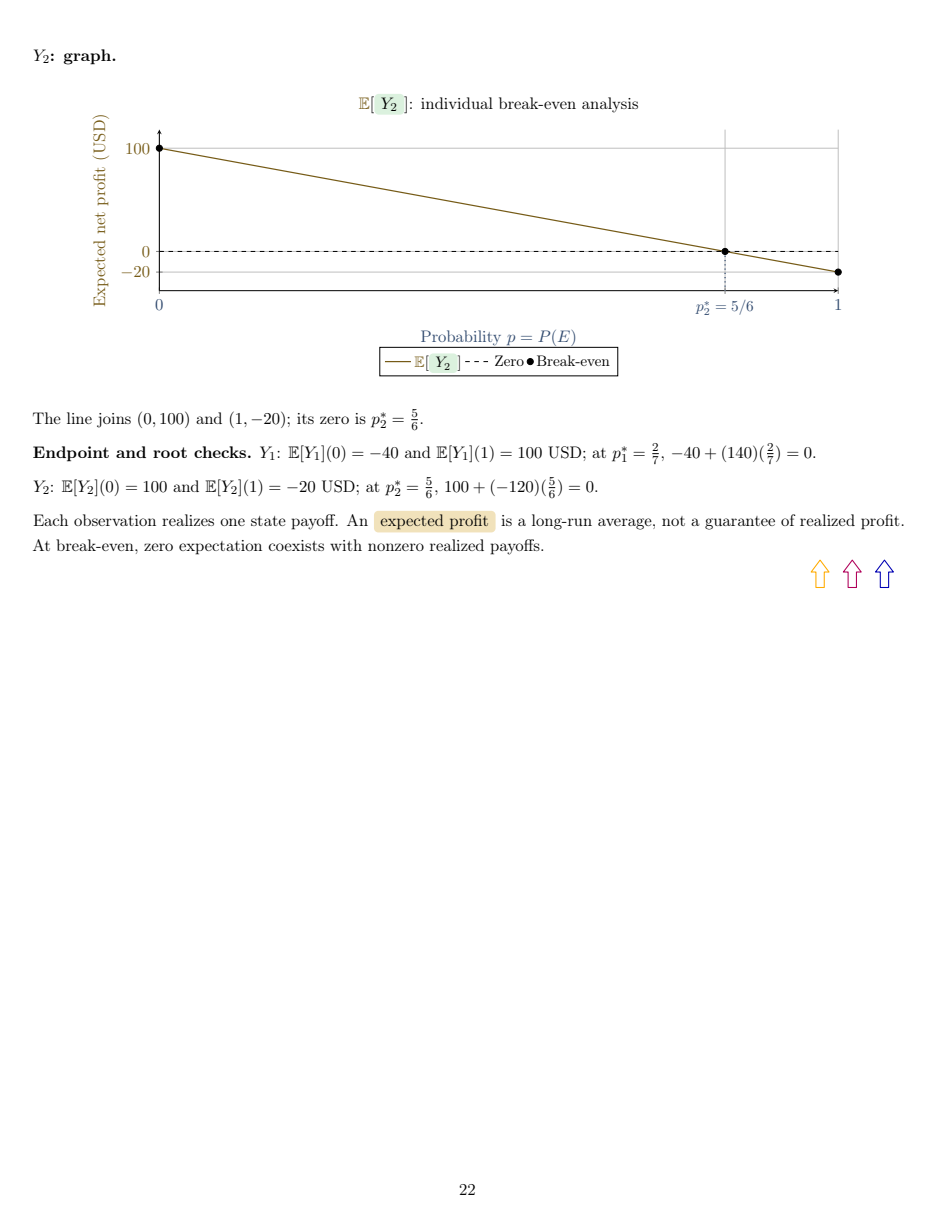 Y₂: graph.
𝔼[ Y₂ ]: individual break-even analysis
Expected net profit (USD)
100
0
−20
0
p₂* = 5/6
1
Probability p = P(E)
𝔼[ Y₂ ] Zero Break-even
The line joins (0, 100) and (1, −20); its zero is p₂* = 5/6.
Endpoint and root checks. Y₁: 𝔼[Y₁](0) = −40 and 𝔼[Y₁](1) = 100 USD; at p₁* = 2/7, −40 + (140)(2/7) = 0.
Y₂: 𝔼[Y₂](0) = 100 and 𝔼[Y₂](1) = −20 USD; at p₂* = 5/6, 100 + (−120)(5/6) = 0.
Each observation realizes one state payoff. An expected profit is a long-run average, not a guarantee of realized profit.
At break-even, zero expectation coexists with nonzero realized payoffs.
22